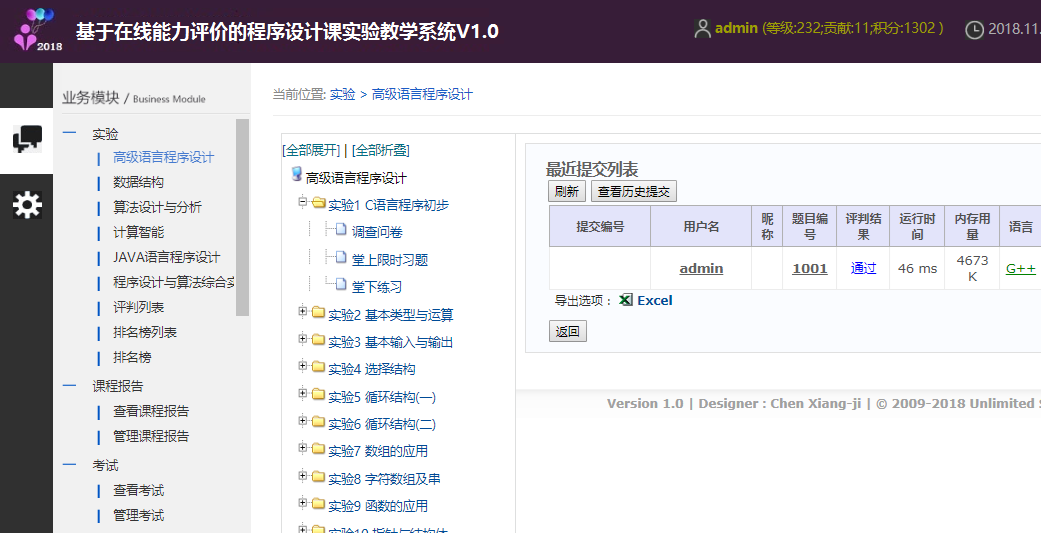 2018
基于在线能力评价的程序设计课实验教学系统V1.0
admin (等级:232;贡献:11;积分:1302 )
2018.11.
业务模块 / Business Module
实验
高级语言程序设计
数据结构
算法设计与分析
计算智能
JAVA语言程序设计
程序设计与算法综合实
评判列表
排名榜列表
排名榜
课程报告
查看课程报告
管理课程报告
考试
查看考试
管理考试
当前位置: 实验 > 高级语言程序设计
[全部展开] | [全部折叠]
高级语言程序设计
实验1 C语言程序初步
调查问卷
堂上限时习题
堂下练习
实验2 基本类型与运算
实验3 基本输入与输出
实验4 选择结构
实验5 循环结构(一)
实验6 循环结构(二)
实验7 数组的应用
实验8 字符数组及串
实验9 函数的应用
实验10 指针与结构体
最近提交列表
刷新 查看历史提交
提交编号 用户名 昵称 题目编号 评判结果 运行时间 内存用量 语言
admin 1001 通过 46 ms 4673 K G++
导出选项： Excel
返回
Version 1.0 | Designer : Chen Xiang-ji | © 2009-2018 Unlimited S